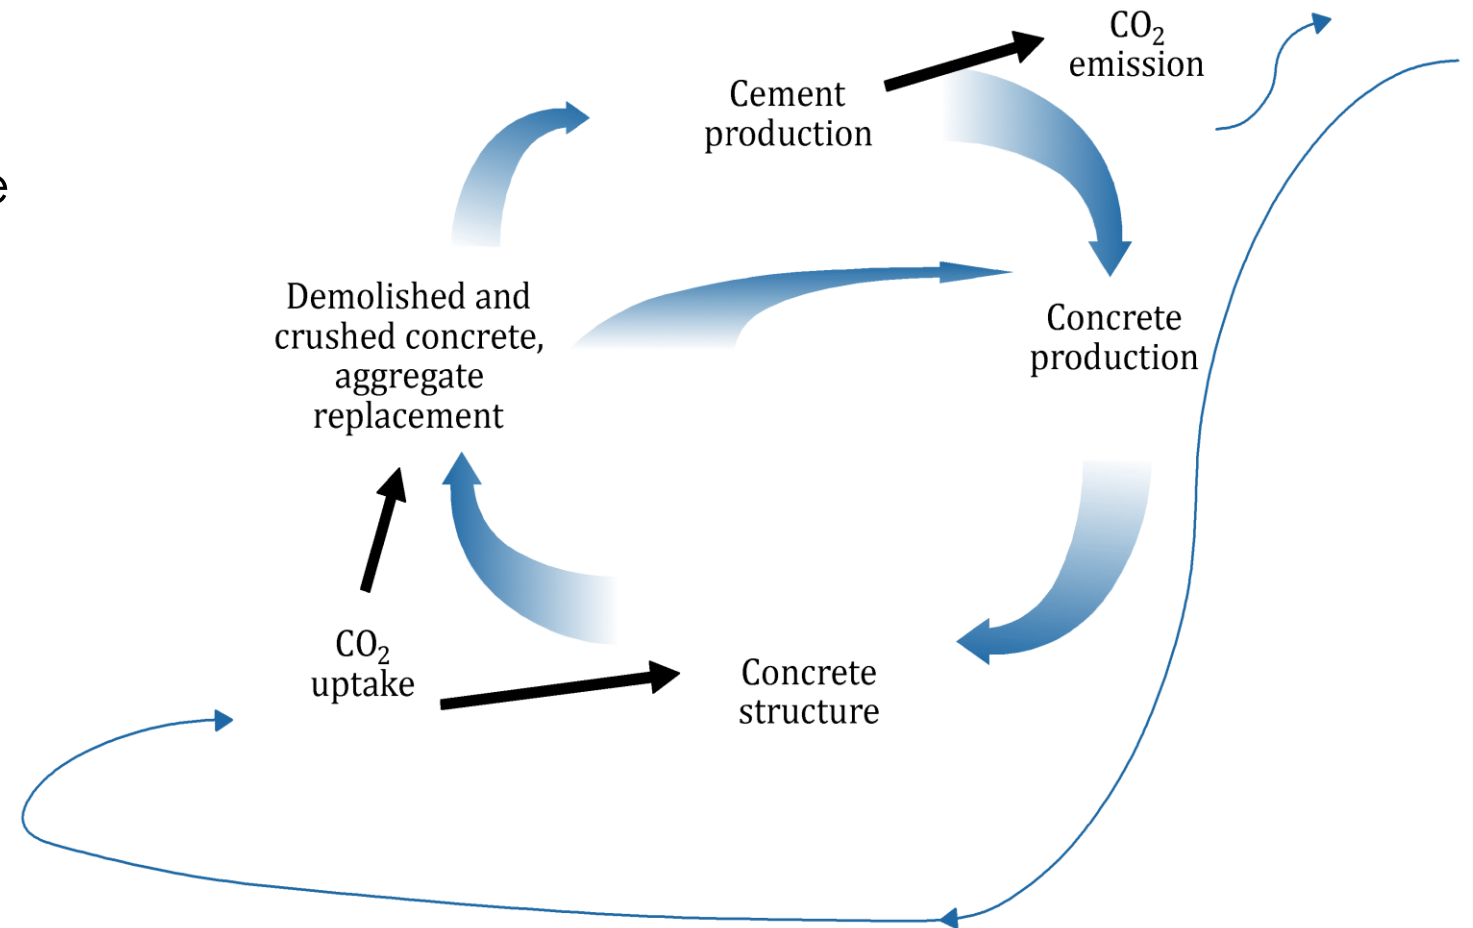 CO₂
emission
Cement
production
e
Demolished and
crushed concrete,
aggregate
replacement
Concrete
production
CO₂
uptake
Concrete
structure